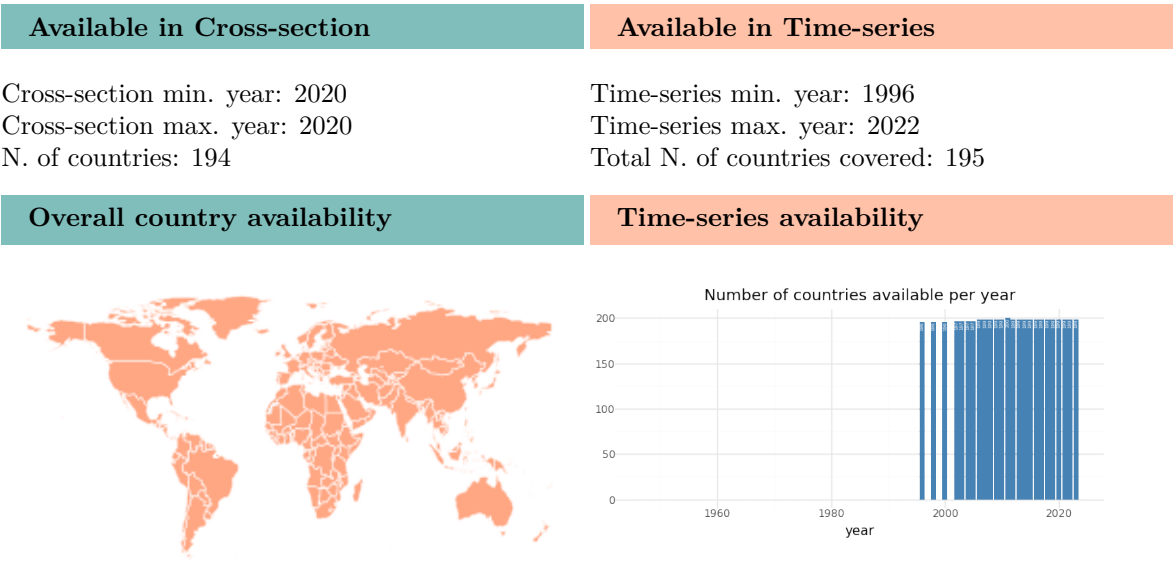 Available in Cross-section
Available in Time-series
Cross-section min. year: 2020
Cross-section max. year: 2020
N. of countries: 194
Time-series min. year: 1996
Time-series max. year: 2022
Total N. of countries covered: 195
Overall country availability
Time-series availability
Number of countries available per year
200
150
100
50
0
1960 1980 2000 2020
year